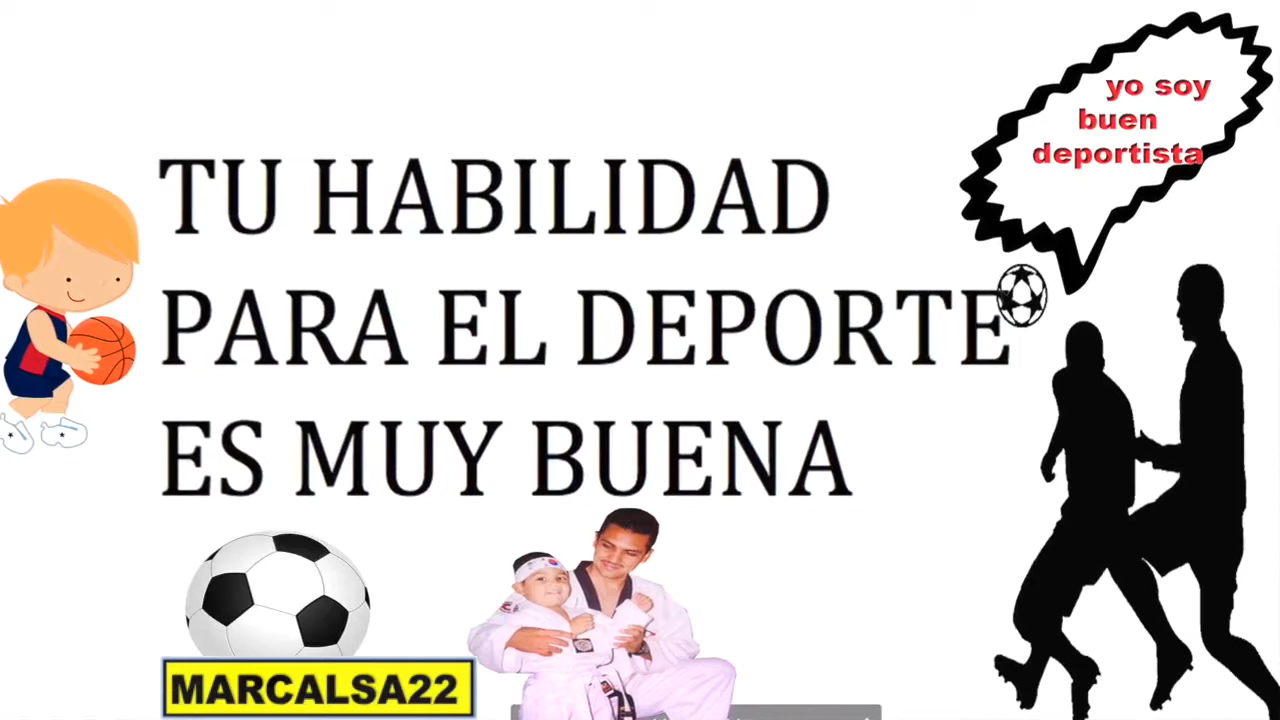 yo soy
buen
deportista
TU HABILIDAD
PARA EL DEPORTE
ES MUY BUENA
MARCALSA22